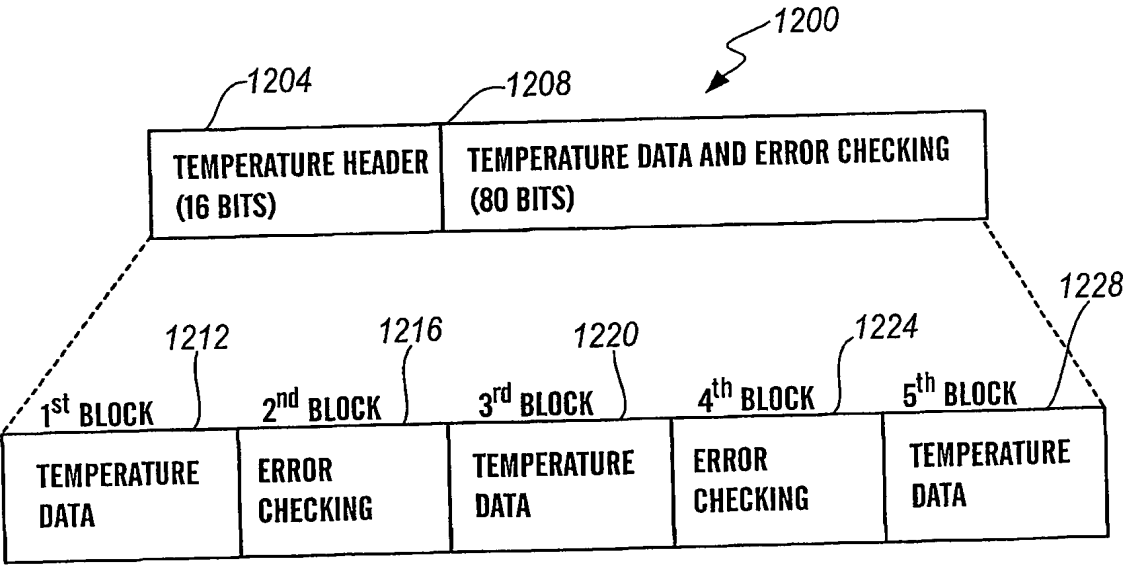 1200
1204
1208
TEMPERATURE HEADER
(16 BITS)
TEMPERATURE DATA AND ERROR CHECKING
(80 BITS)
1212
1216
1220
1224
1228
1st BLOCK
2nd BLOCK
3rd BLOCK
4th BLOCK
5th BLOCK
TEMPERATURE
DATA
ERROR
CHECKING
TEMPERATURE
DATA
ERROR
CHECKING
TEMPERATURE
DATA